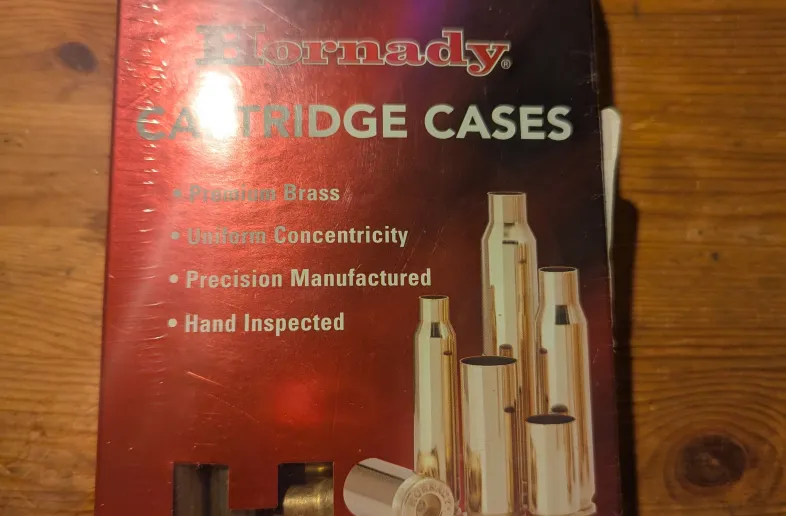 Hornady®
CARTRIDGE CASES
• Premium Brass
• Uniform Concentricity
• Precision Manufactured
• Hand Inspected